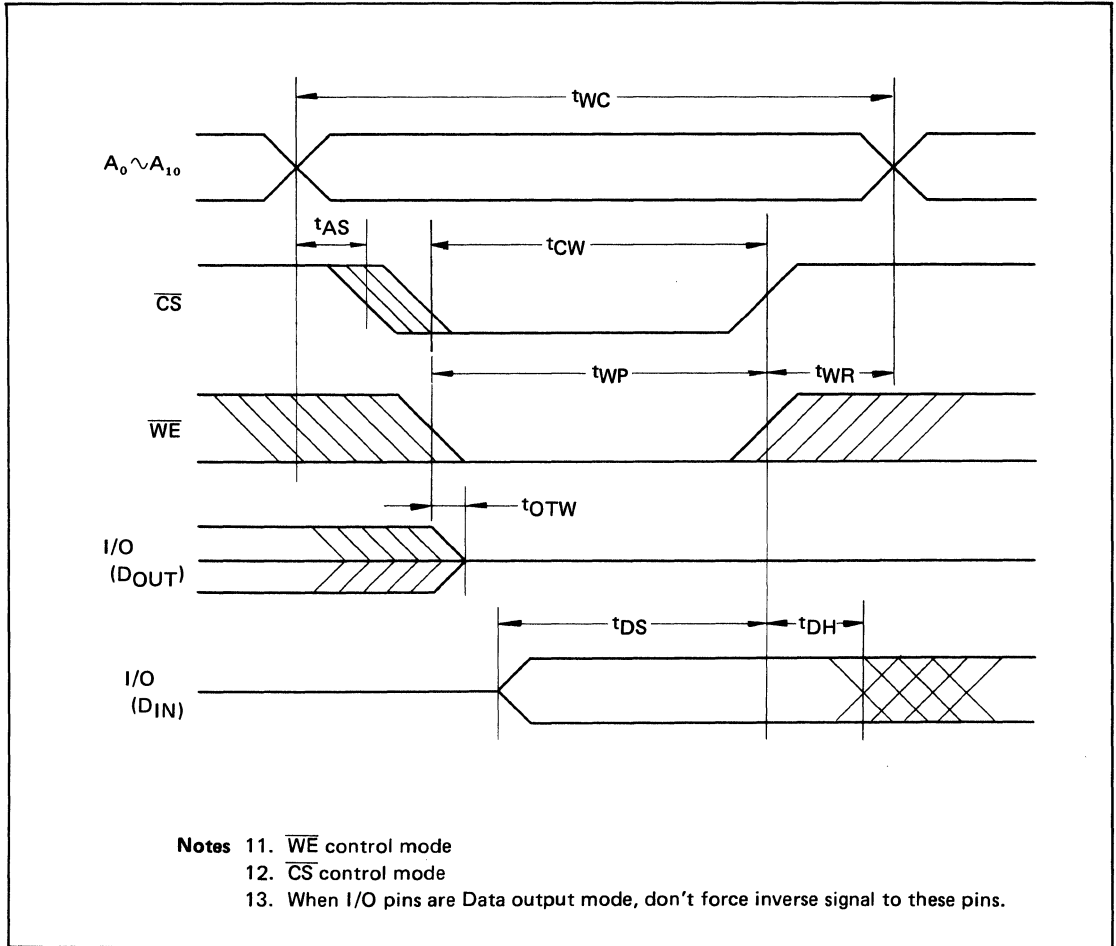 tWC
A0∿A10
tAS
tCW
CS̅
tWP
tWR
WE̅
tOTW
I/O
(DOUT)
tDS
tDH
I/O
(DIN)
Notes 11. WE̅ control mode
12. CS̅ control mode
13. When I/O pins are Data output mode, don't force inverse signal to these pins.